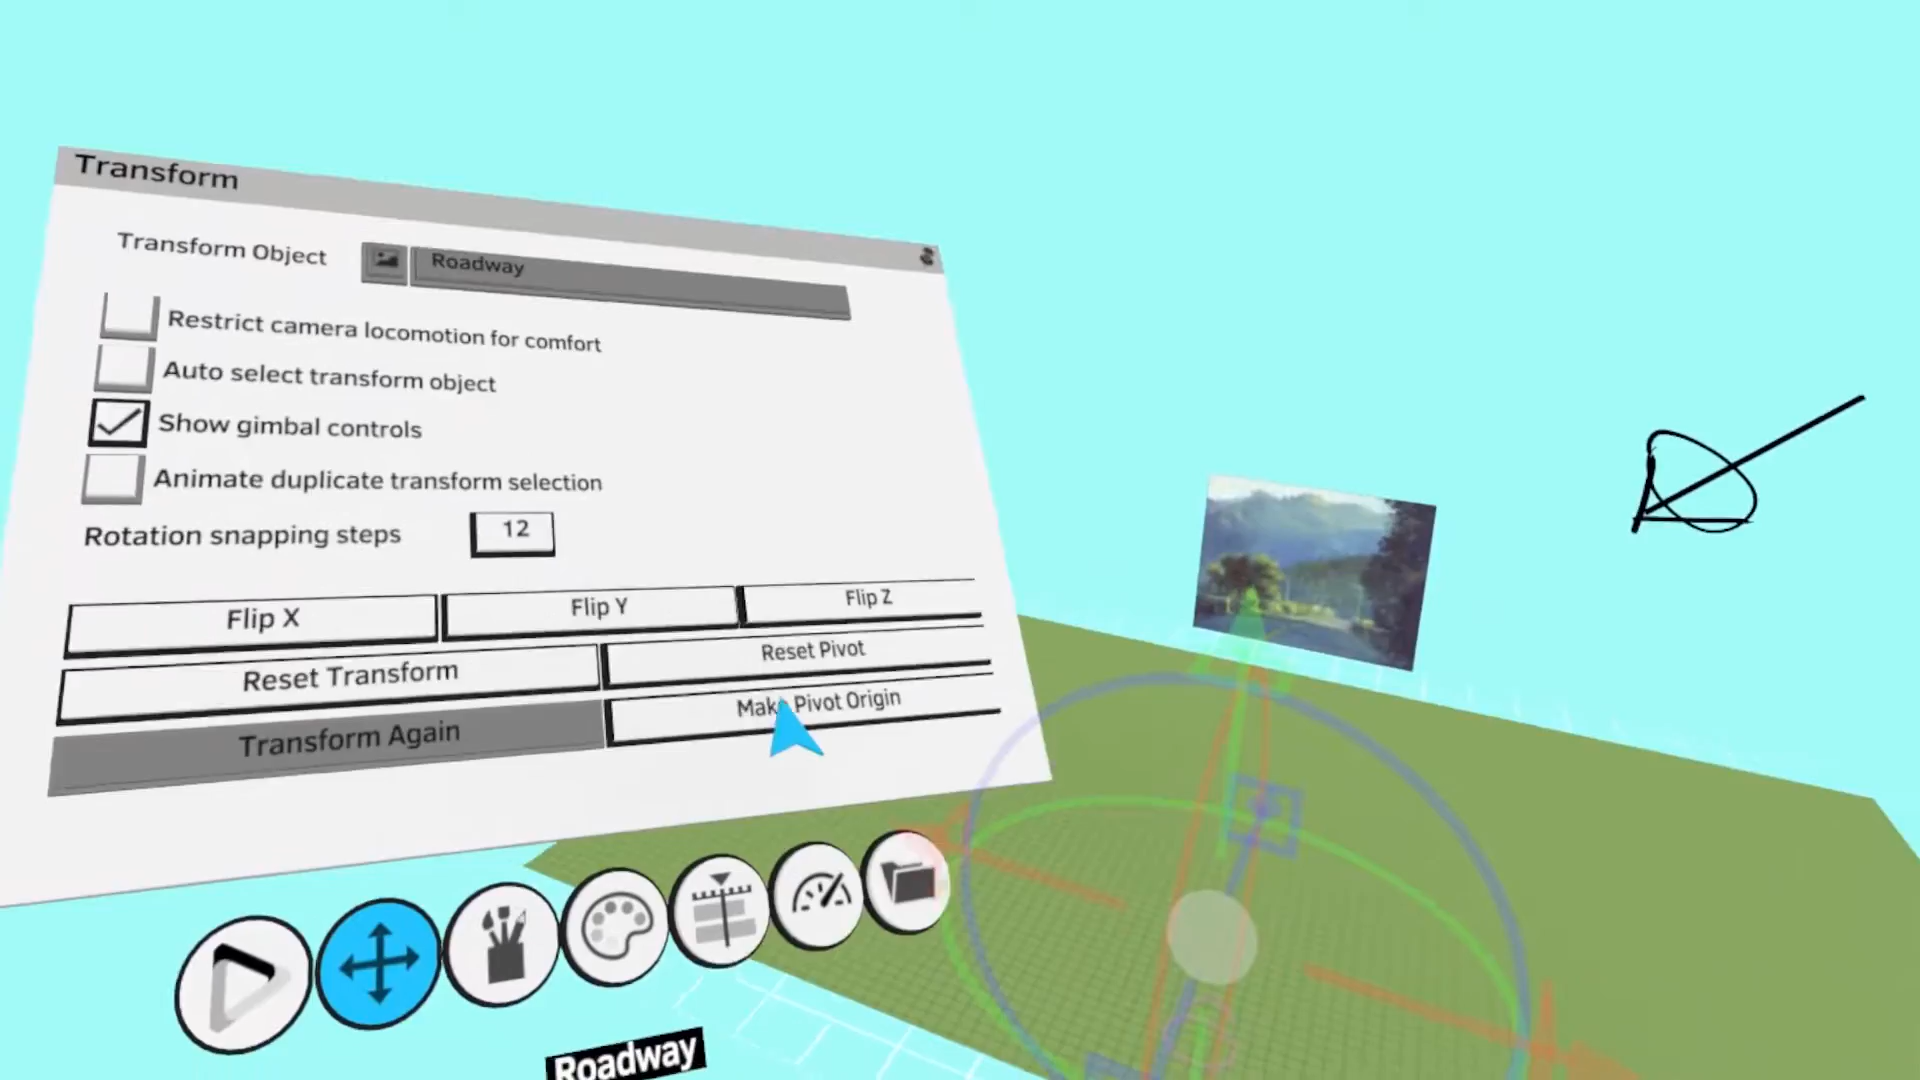 Transform
Transform Object
Roadway
Restrict camera locomotion for comfort
Auto select transform object
Show gimbal controls
Animate duplicate transform selection
Rotation snapping steps 12
Flip X Flip Y Flip Z
Reset Transform Reset Pivot
Transform Again Make Pivot Origin
Roadway